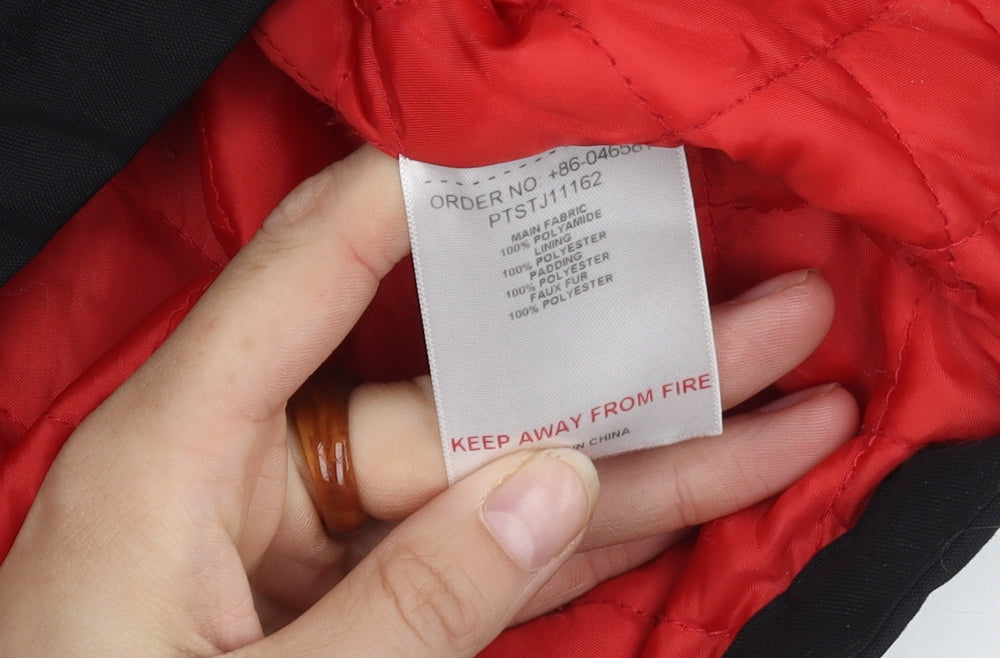 ORDER NO +86-04658
PTSTJ11162
MAIN FABRIC
100% POLYAMIDE
LINING
100% POLYESTER
PADDING
100% POLYESTER
FAUX FUR
100% POLYESTER
KEEP AWAY FROM FIRE
IN CHINA